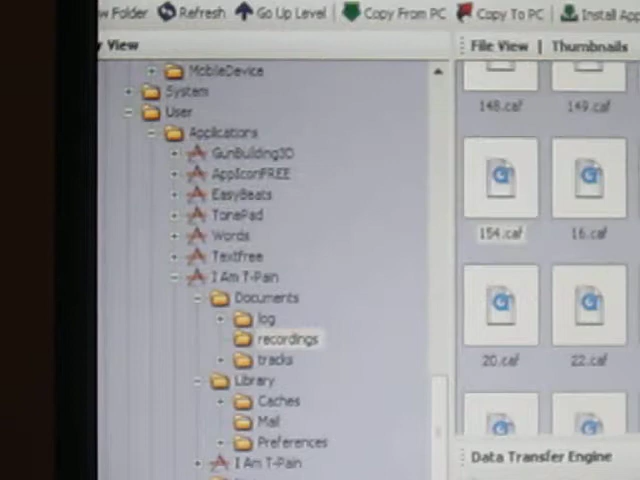 w Folder Refresh Go Up Level Copy From PC Copy To PC Install App
y View
File View | Thumbnails
MobileDevice
System
User
Applications
GunBuilding3D
AppIconFREE
EasyBeats
TonePad
Words
Textfree
I Am T-Pain
Documents
log
recordings
tracks
Library
Caches
Mail
Preferences
I Am T-Pain
148.caf 149.caf
154.caf 16.caf
20.caf 22.caf
Data Transfer Engine